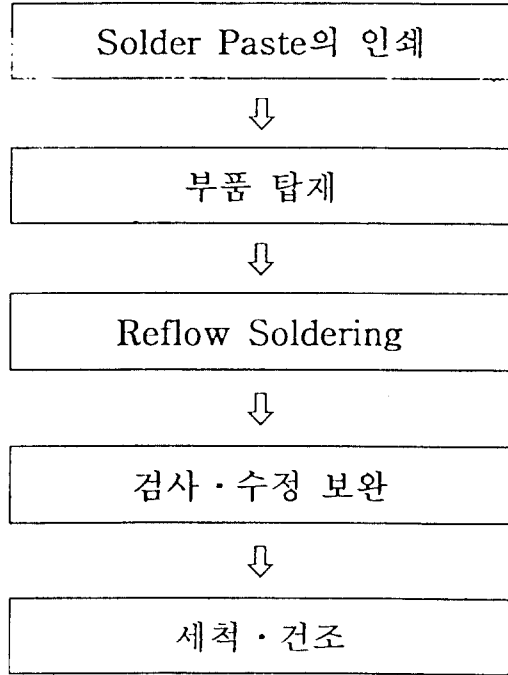 Solder Paste의 인쇄
부품 탑재
Reflow Soldering
검사·수정 보완
세척·건조